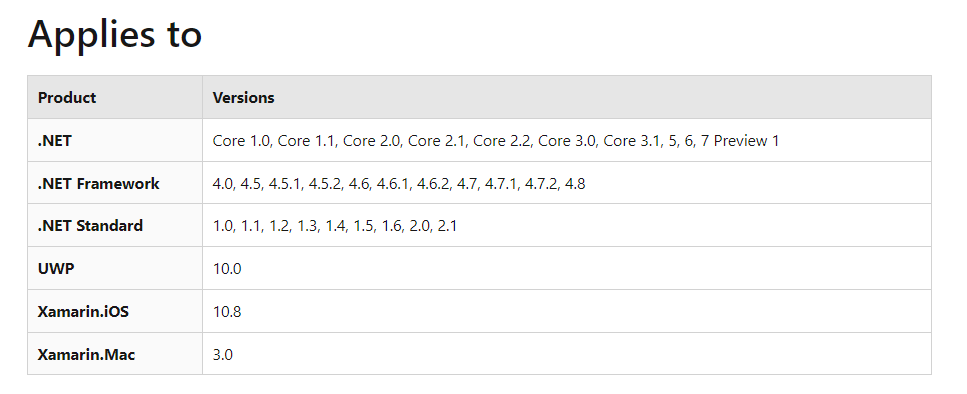 Applies to
Product Versions
.NET Core 1.0, Core 1.1, Core 2.0, Core 2.1, Core 2.2, Core 3.0, Core 3.1, 5, 6, 7 Preview 1
.NET Framework 4.0, 4.5, 4.5.1, 4.5.2, 4.6, 4.6.1, 4.6.2, 4.7, 4.7.1, 4.7.2, 4.8
.NET Standard 1.0, 1.1, 1.2, 1.3, 1.4, 1.5, 1.6, 2.0, 2.1
UWP 10.0
Xamarin.iOS 10.8
Xamarin.Mac 3.0